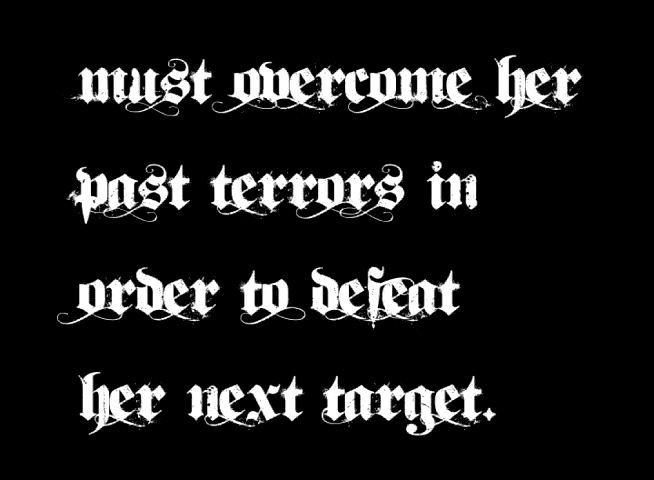 must overcome her
past terrors in
order to defeat
her next target.